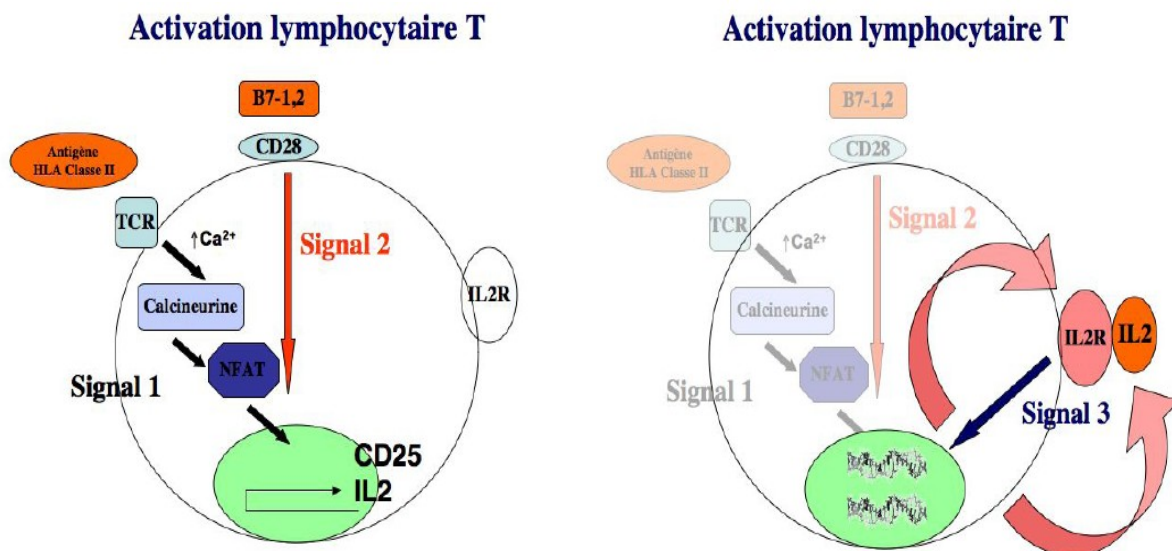 Activation lymphocytaire T
B7-1,2
CD28
Antigène
HLA Classe II
TCR
↑Ca²⁺
Signal 2
IL2R
Calcineurine
NFAT
Signal 1
CD25
IL2
Activation lymphocytaire T
B7-1,2
CD28
Antigène
HLA Classe II
TCR
↑Ca²⁺
Signal 2
Calcineurine
IL2R
IL2
NFAT
Signal 1
Signal 3